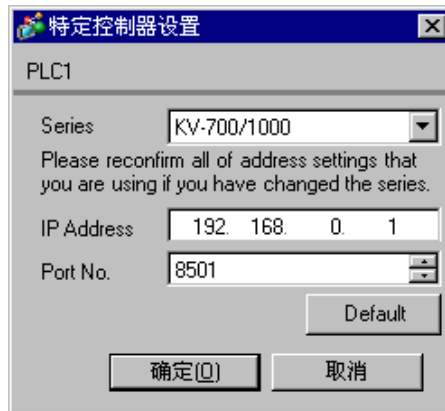 特定控制器设置
PLC1
Series KV-700/1000
Please reconfirm all of address settings that
you are using if you have changed the series.
IP Address 192. 168. 0. 1
Port No. 8501
Default
确定(O) 取消